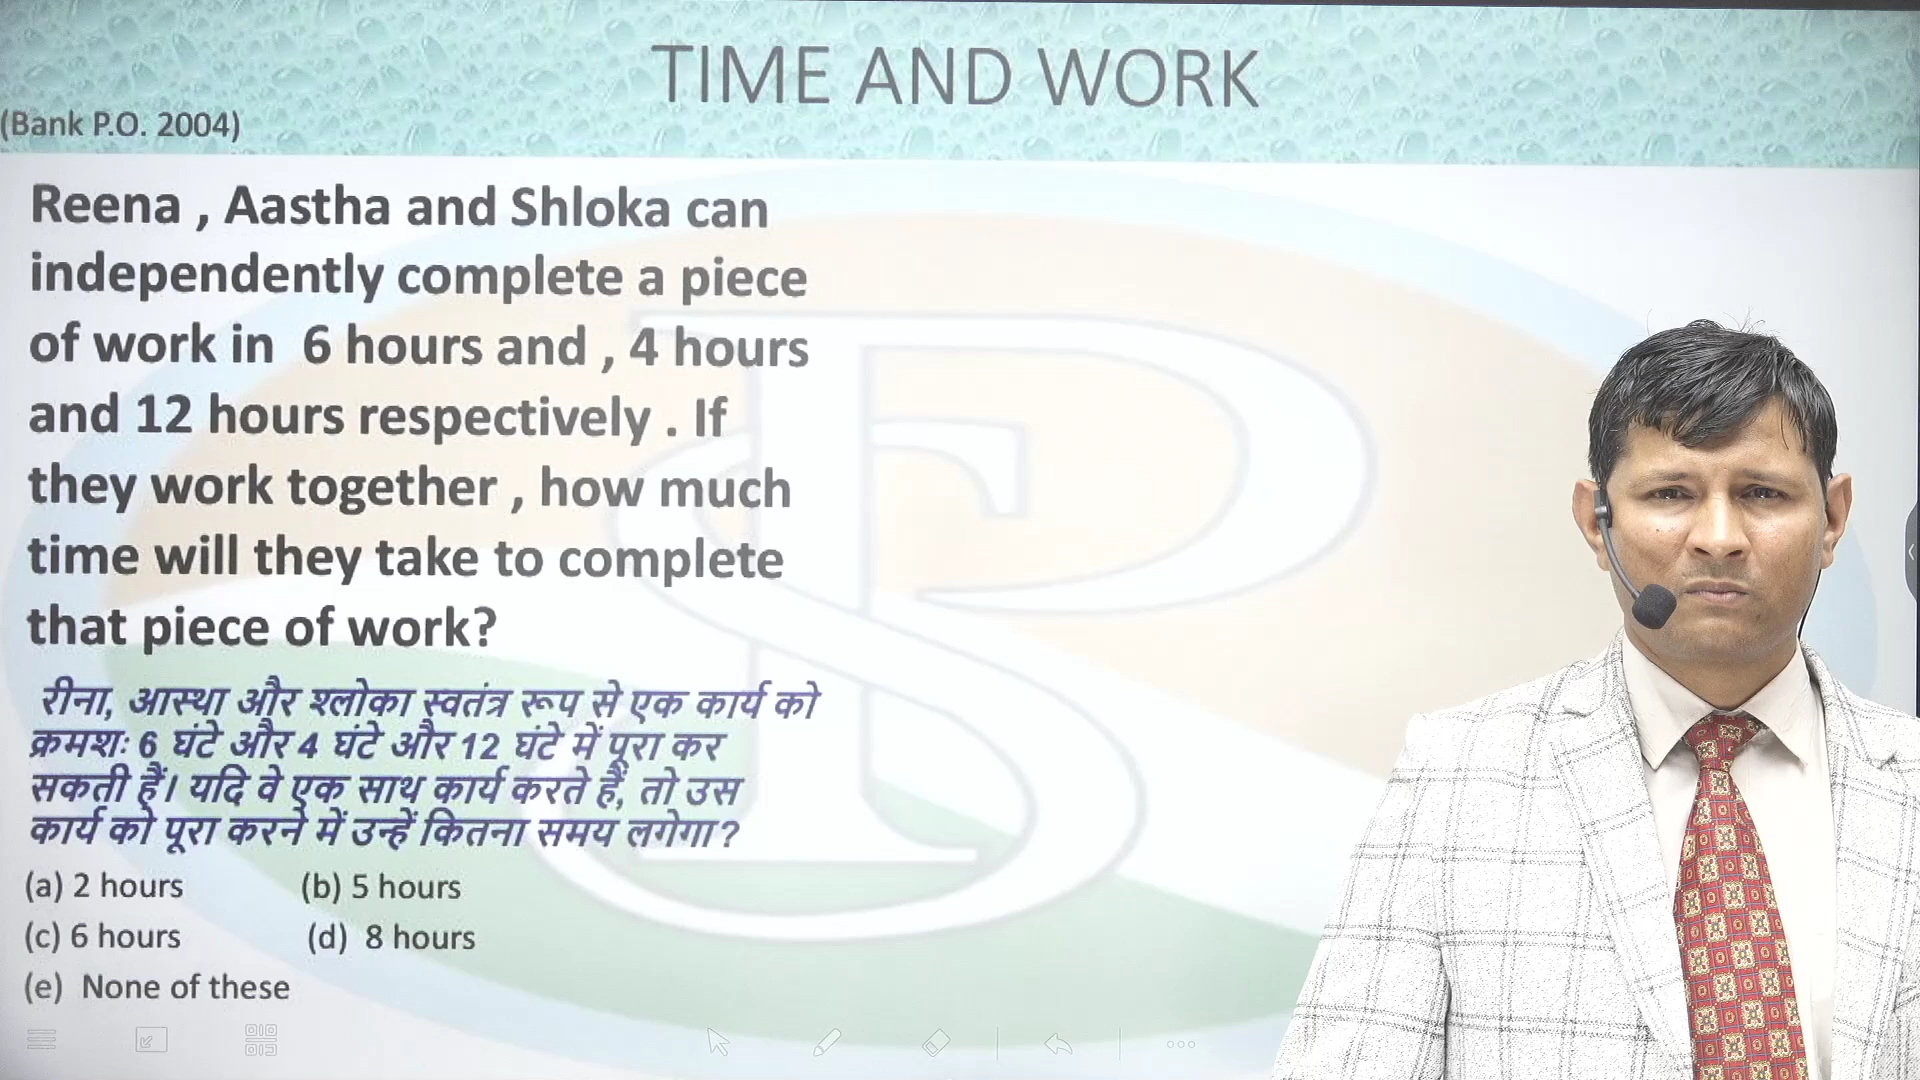 TIME AND WORK
(Bank P.O. 2004)
Reena , Aastha and Shloka can
independently complete a piece
of work in  6 hours and , 4 hours
and 12 hours respectively . If
they work together , how much
time will they take to complete
that piece of work?
रीना, आस्था और श्लोका स्वतंत्र रूप से एक कार्य को
क्रमशः 6 घंटे और 4 घंटे और 12 घंटे में पूरा कर
सकती हैं। यदि वे एक साथ कार्य करते हैं, तो उस
कार्य को पूरा करने में उन्हें कितना समय लगेगा?
(a) 2 hours (b) 5 hours
(c) 6 hours (d)  8 hours
(e)  None of these